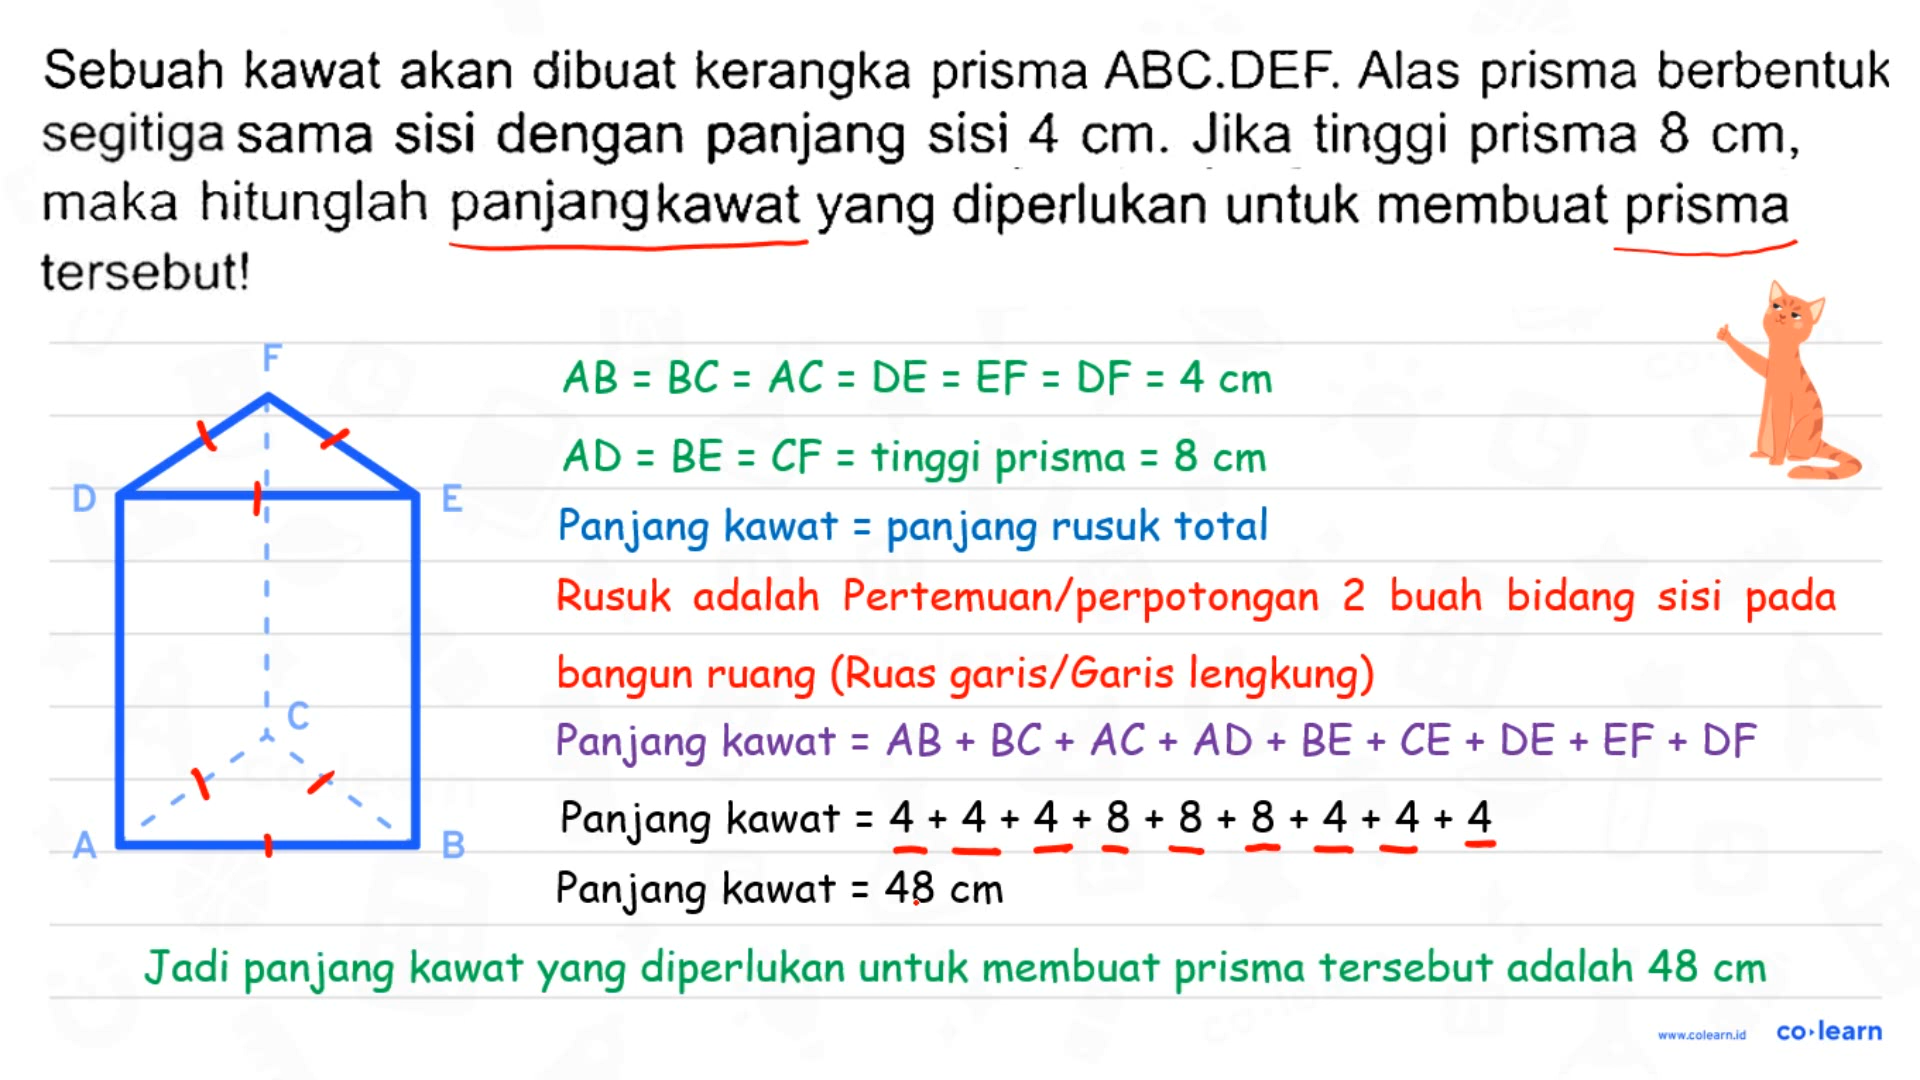 Sebuah kawat akan dibuat kerangka prisma ABC.DEF. Alas prisma berbentuk
segitiga sama sisi dengan panjang sisi 4 cm. Jika tinggi prisma 8 cm,
maka hitunglah panjang kawat yang diperlukan untuk membuat prisma
tersebut!
F
AB = BC = AC = DE = EF = DF = 4 cm
AD = BE = CF = tinggi prisma = 8 cm
D E
Panjang kawat = panjang rusuk total
Rusuk adalah Pertemuan/perpotongan 2 buah bidang sisi pada
bangun ruang (Ruas garis/Garis lengkung)
C
Panjang kawat = AB + BC + AC + AD + BE + CE + DE + EF + DF
Panjang kawat = 4 + 4 + 4 + 8 + 8 + 8 + 4 + 4 + 4
A B
Panjang kawat = 48 cm
Jadi panjang kawat yang diperlukan untuk membuat prisma tersebut adalah 48 cm
www.colearn.id co·learn